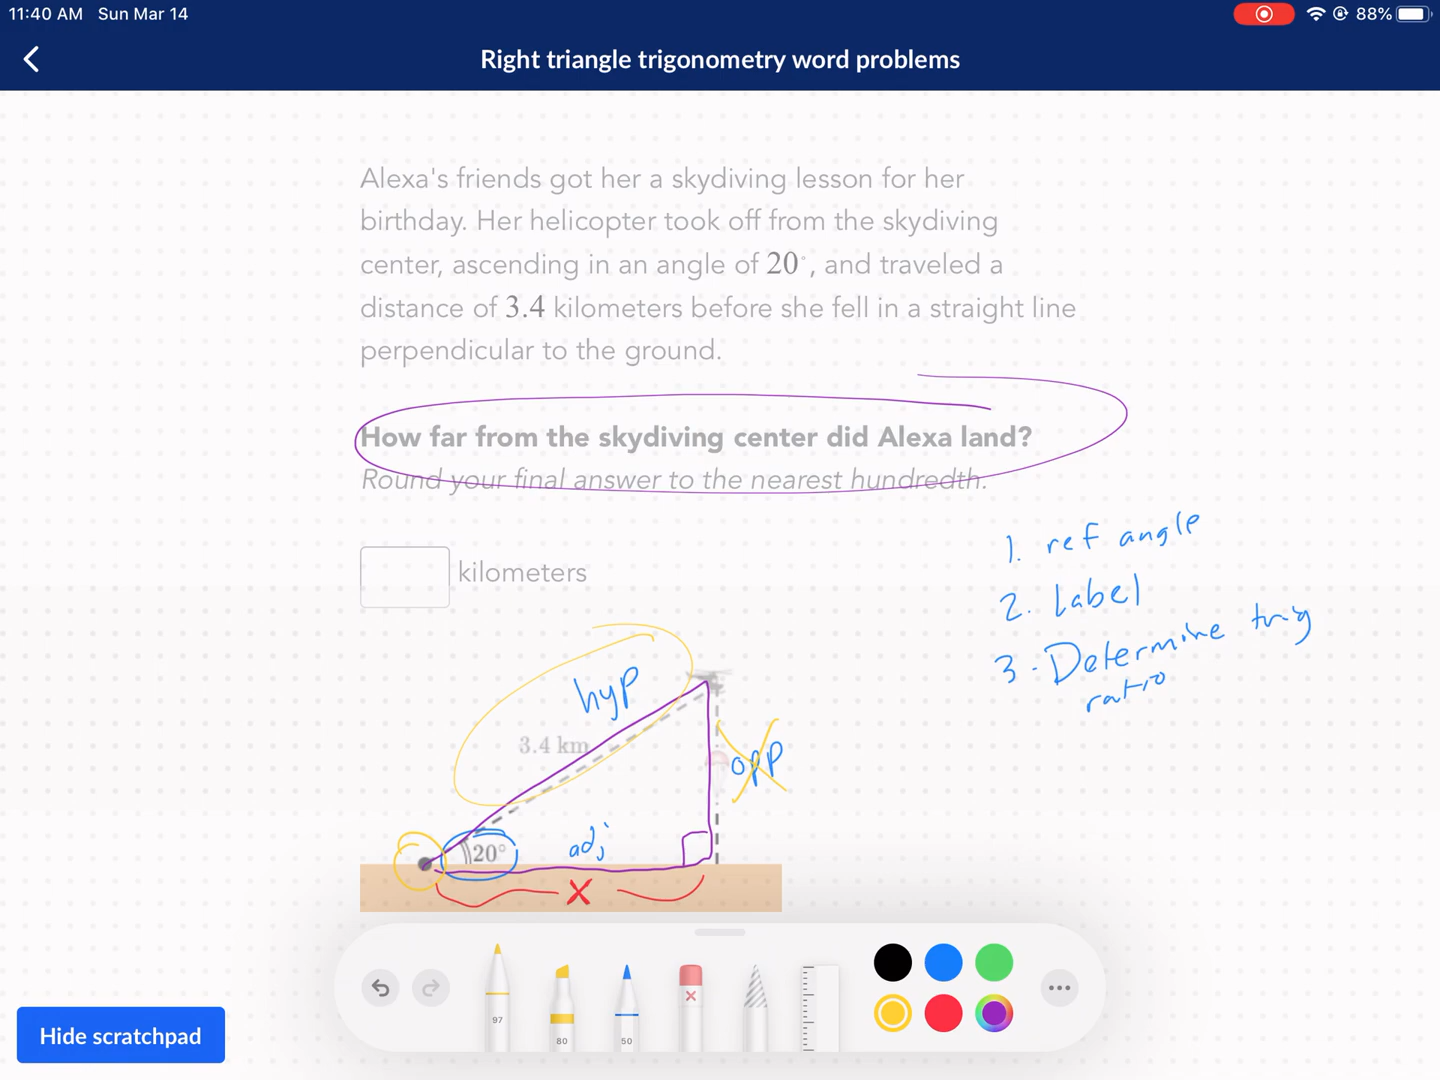 11:40 AM Sun Mar 14
88%
Right triangle trigonometry word problems
Alexa's friends got her a skydiving lesson for her
birthday. Her helicopter took off from the skydiving
center, ascending in an angle of 20°, and traveled a
distance of 3.4 kilometers before she fell in a straight line
perpendicular to the ground.
How far from the skydiving center did Alexa land?
Round your final answer to the nearest hundredth.
kilometers
1. ref angle
2. Label
3. Determine trig
ratio
hyp
3.4 km
opp
20°
adj
X
97
80
50
Hide scratchpad